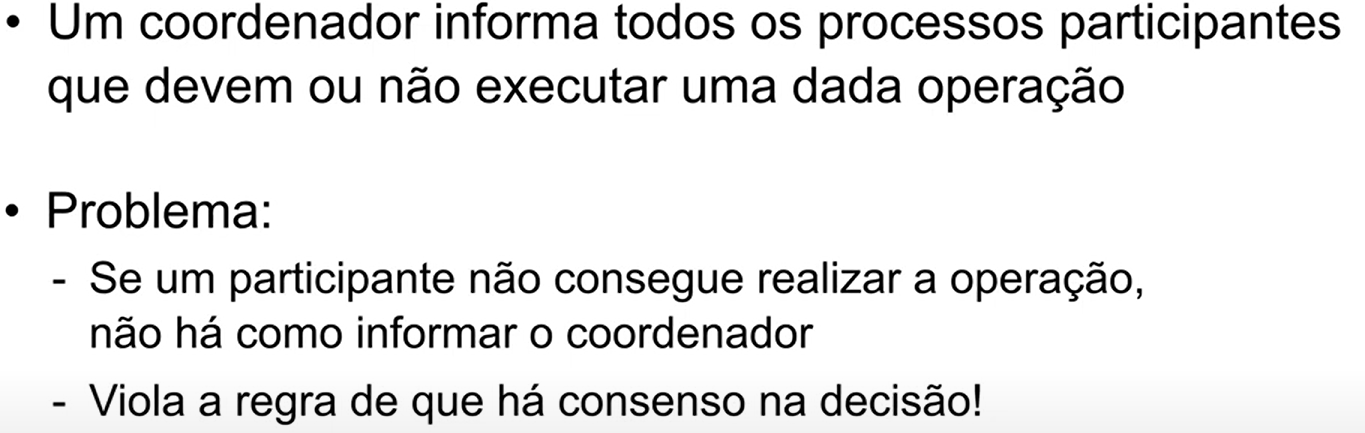 • Um coordenador informa todos os processos participantes
que devem ou não executar uma dada operação
• Problema:
- Se um participante não consegue realizar a operação,
não há como informar o coordenador
- Viola a regra de que há consenso na decisão!